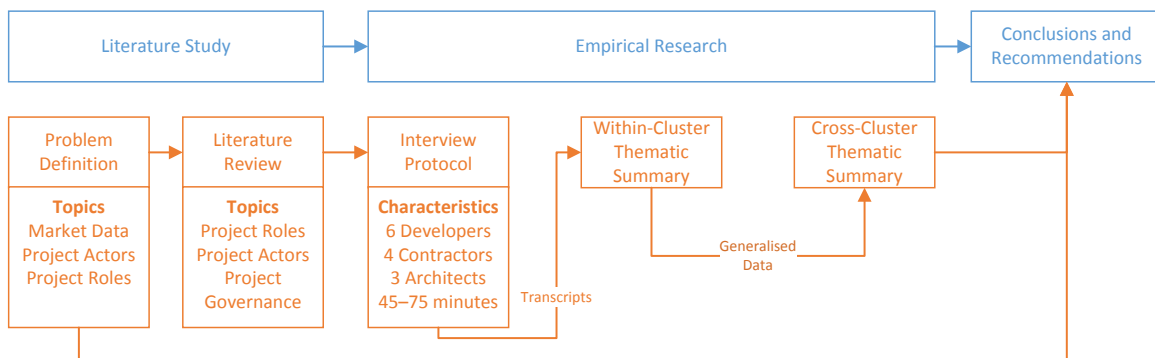 Literature Study
Empirical Research
Conclusions and
Recommendations
Problem
Definition
Topics
Market Data
Project Actors
Project Roles
Literature
Review
Topics
Project Roles
Project Actors
Project
Governance
Interview
Protocol
Characteristics
6 Developers
4 Contractors
3 Architects
45–75 minutes
Transcripts
Within-Cluster
Thematic
Summary
Generalised
Data
Cross-Cluster
Thematic
Summary